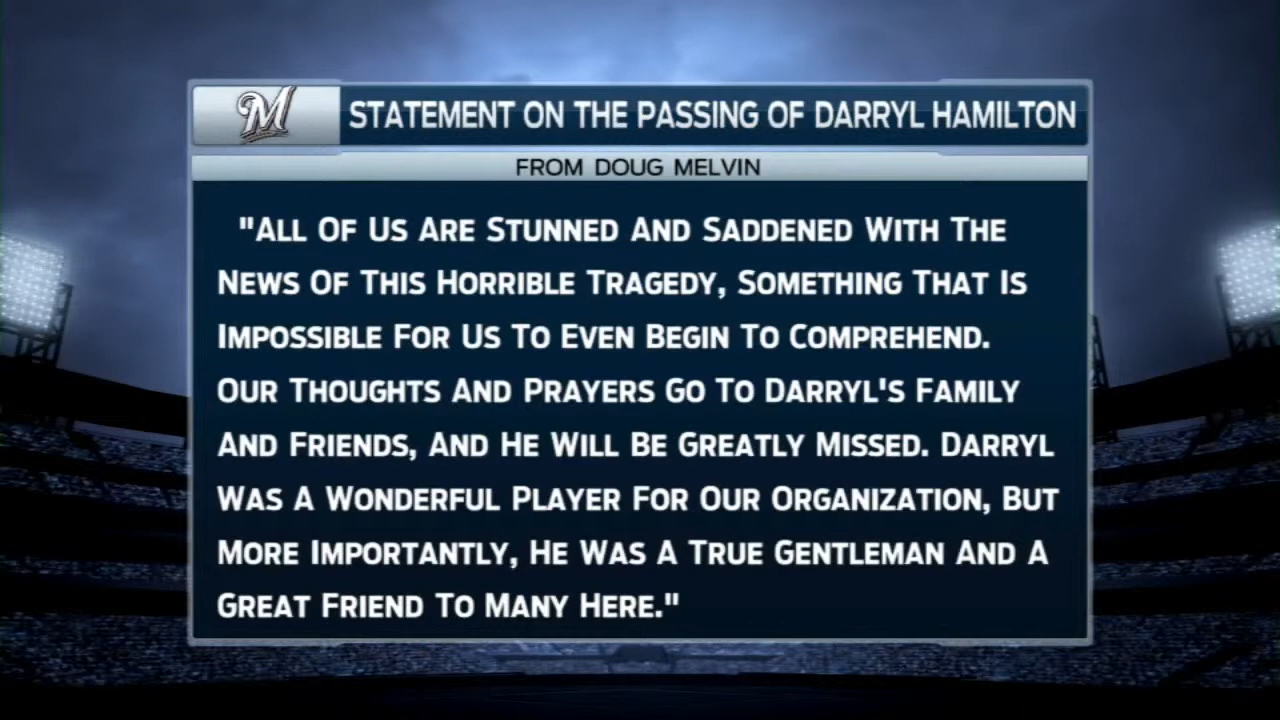 M STATEMENT ON THE PASSING OF DARRYL HAMILTON
FROM DOUG MELVIN
"ALL OF US ARE STUNNED AND SADDENED WITH THE
NEWS OF THIS HORRIBLE TRAGEDY, SOMETHING THAT IS
IMPOSSIBLE FOR US TO EVEN BEGIN TO COMPREHEND.
OUR THOUGHTS AND PRAYERS GO TO DARRYL'S FAMILY
AND FRIENDS, AND HE WILL BE GREATLY MISSED. DARRYL
WAS A WONDERFUL PLAYER FOR OUR ORGANIZATION, BUT
MORE IMPORTANTLY, HE WAS A TRUE GENTLEMAN AND A
GREAT FRIEND TO MANY HERE."